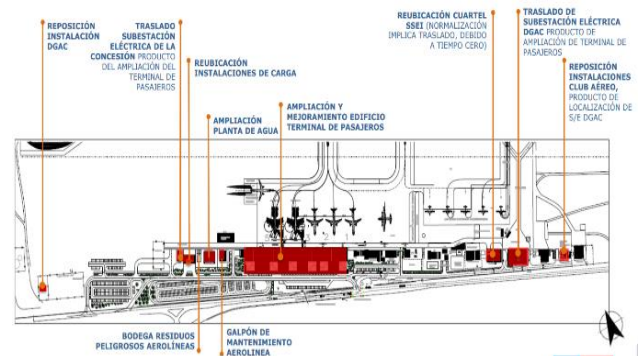 REPOSICIÓN
INSTALACIÓN
DGAC
TRASLADO
SUBESTACIÓN
ELÉCTRICA DE LA
CONCESIÓN PRODUCTO
DEL AMPLIACIÓN DEL
TERMINAL DE
PASAJEROS
REUBICACIÓN
INSTALACIONES DE CARGA
AMPLIACIÓN
PLANTA DE AGUA
AMPLIACIÓN Y
MEJORAMIENTO EDIFICIO
TERMINAL DE PASAJEROS
REUBICACIÓN CUARTEL
SSEI (NORMALIZACIÓN
IMPLICA TRASLADO, DEBIDO
A TIEMPO CERO)
TRASLADO DE
SUBESTACIÓN ELÉCTRICA
DGAC PRODUCTO DE
AMPLIACIÓN DE TERMINAL DE
PASAJEROS
REPOSICIÓN
INSTALACIONES
CLUB AÉREO,
PRODUCTO DE
LOCALIZACIÓN DE
S/E DGAC
BODEGA RESIDUOS
PELIGROSOS AEROLÍNEAS
GALPÓN DE
MANTENIMIENTO
AEROLINEA